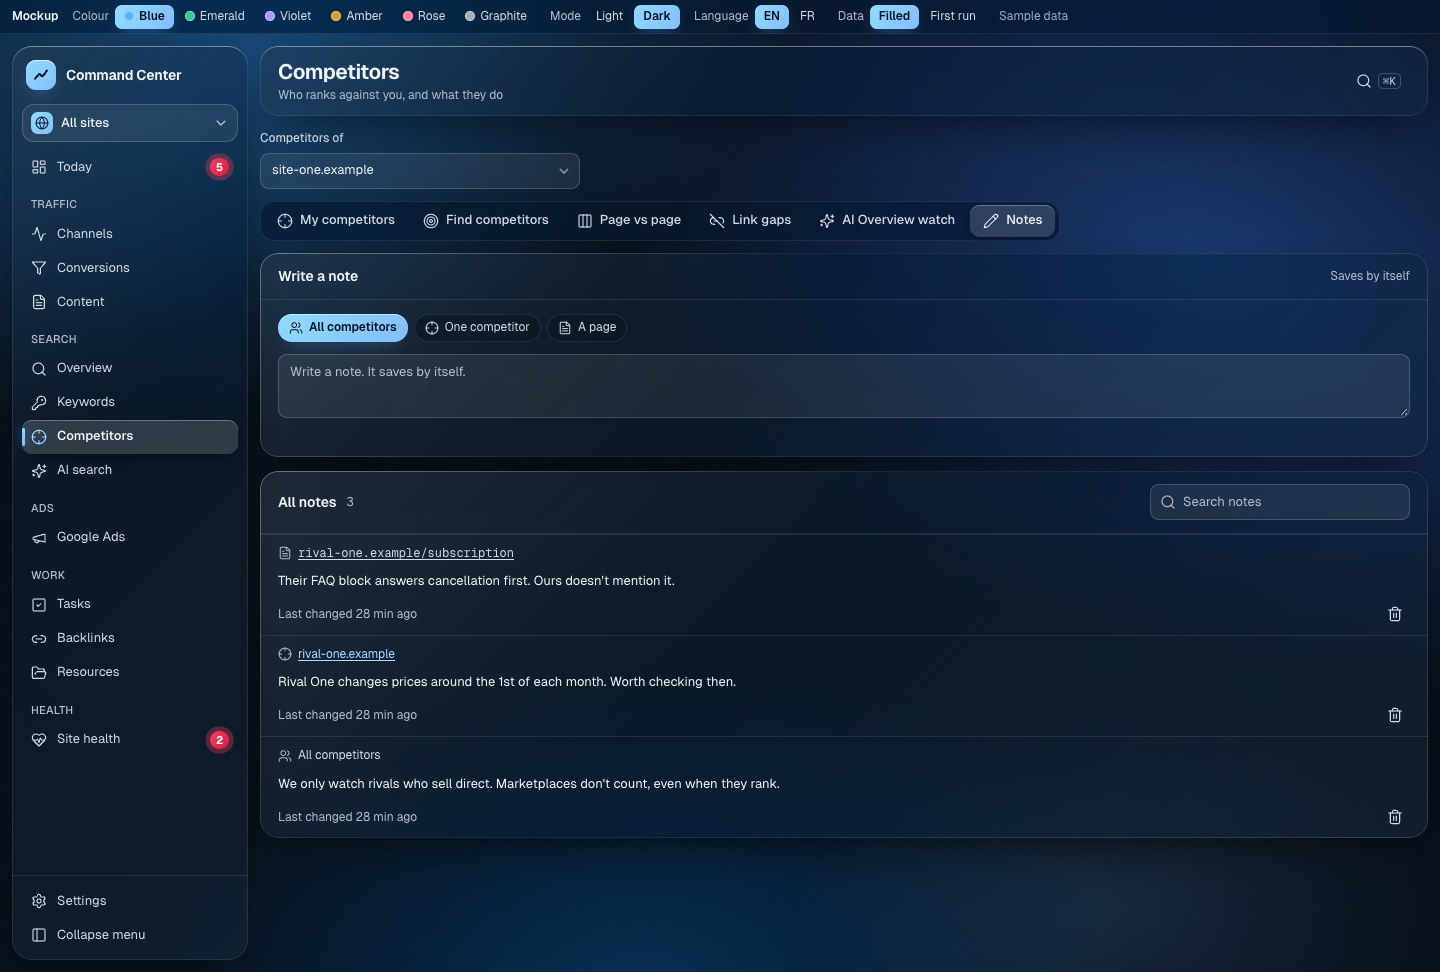 Mockup Colour Blue Emerald Violet Amber Rose Graphite Mode Light Dark Language EN FR Data Filled First run Sample data
Command Center
All sites
Today 5
TRAFFIC
Channels
Conversions
Content
SEARCH
Overview
Keywords
Competitors
AI search
ADS
Google Ads
WORK
Tasks
Backlinks
Resources
HEALTH
Site health 2
Settings
Collapse menu
Competitors
Who ranks against you, and what they do
⌘K
Competitors of
site-one.example
My competitors Find competitors Page vs page Link gaps AI Overview watch Notes
Write a note Saves by itself
All competitors One competitor A page
Write a note. It saves by itself.
All notes 3 Search notes
rival-one.example/subscription
Their FAQ block answers cancellation first. Ours doesn't mention it.
Last changed 28 min ago
rival-one.example
Rival One changes prices around the 1st of each month. Worth checking then.
Last changed 28 min ago
All competitors
We only watch rivals who sell direct. Marketplaces don't count, even when they rank.
Last changed 28 min ago